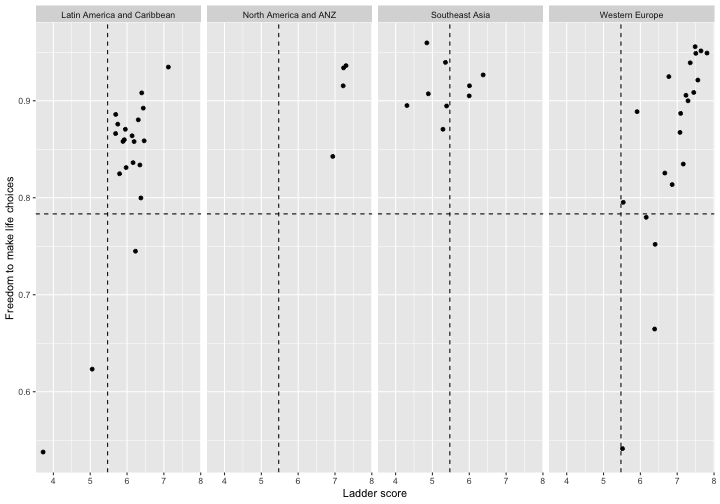 Latin America and Caribbean
North America and ANZ
Southeast Asia
Western Europe
Freedom to make life choices
0.9
0.8
0.7
0.6
4 5 6 7 8
4 5 6 7 8
4 5 6 7 8
4 5 6 7 8
Ladder score